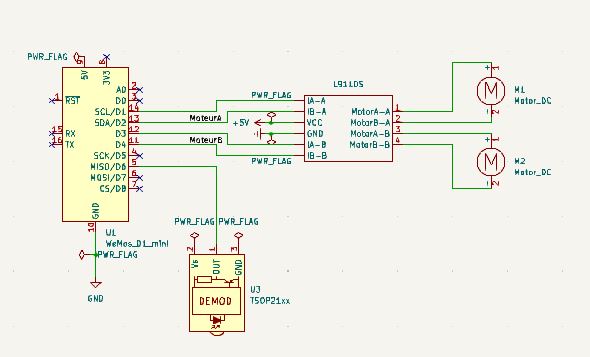 PWR_FLAG
9
8
5V
3V3
A0
2
D0
3
1
RST
SCL/D1
14
SDA/D2
13
MoteurA
15
RX
D3
12
16
TX
D4
11
MoteurB
SCK/D5
4
MISO/D6
5
MOSI/D7
6
CS/D8
7
GND
10
U1
WeMos_D1_mini
PWR_FLAG
GND
L911DS
PWR_FLAG
IA-A
IB-A
+5V
VCC
GND
IA-B
IB-B
PWR_FLAG
MotorA-A
1
MotorB-A
2
MotorA-B
3
MotorB-B
4
+
1
M
M1
Motor_DC
-
2
+
1
M
M2
Motor_DC
-
2
PWR_FLAG
PWR_FLAG
2
1
3
Vs
OUT
GND
DEMOD
U3
TSOP21xx